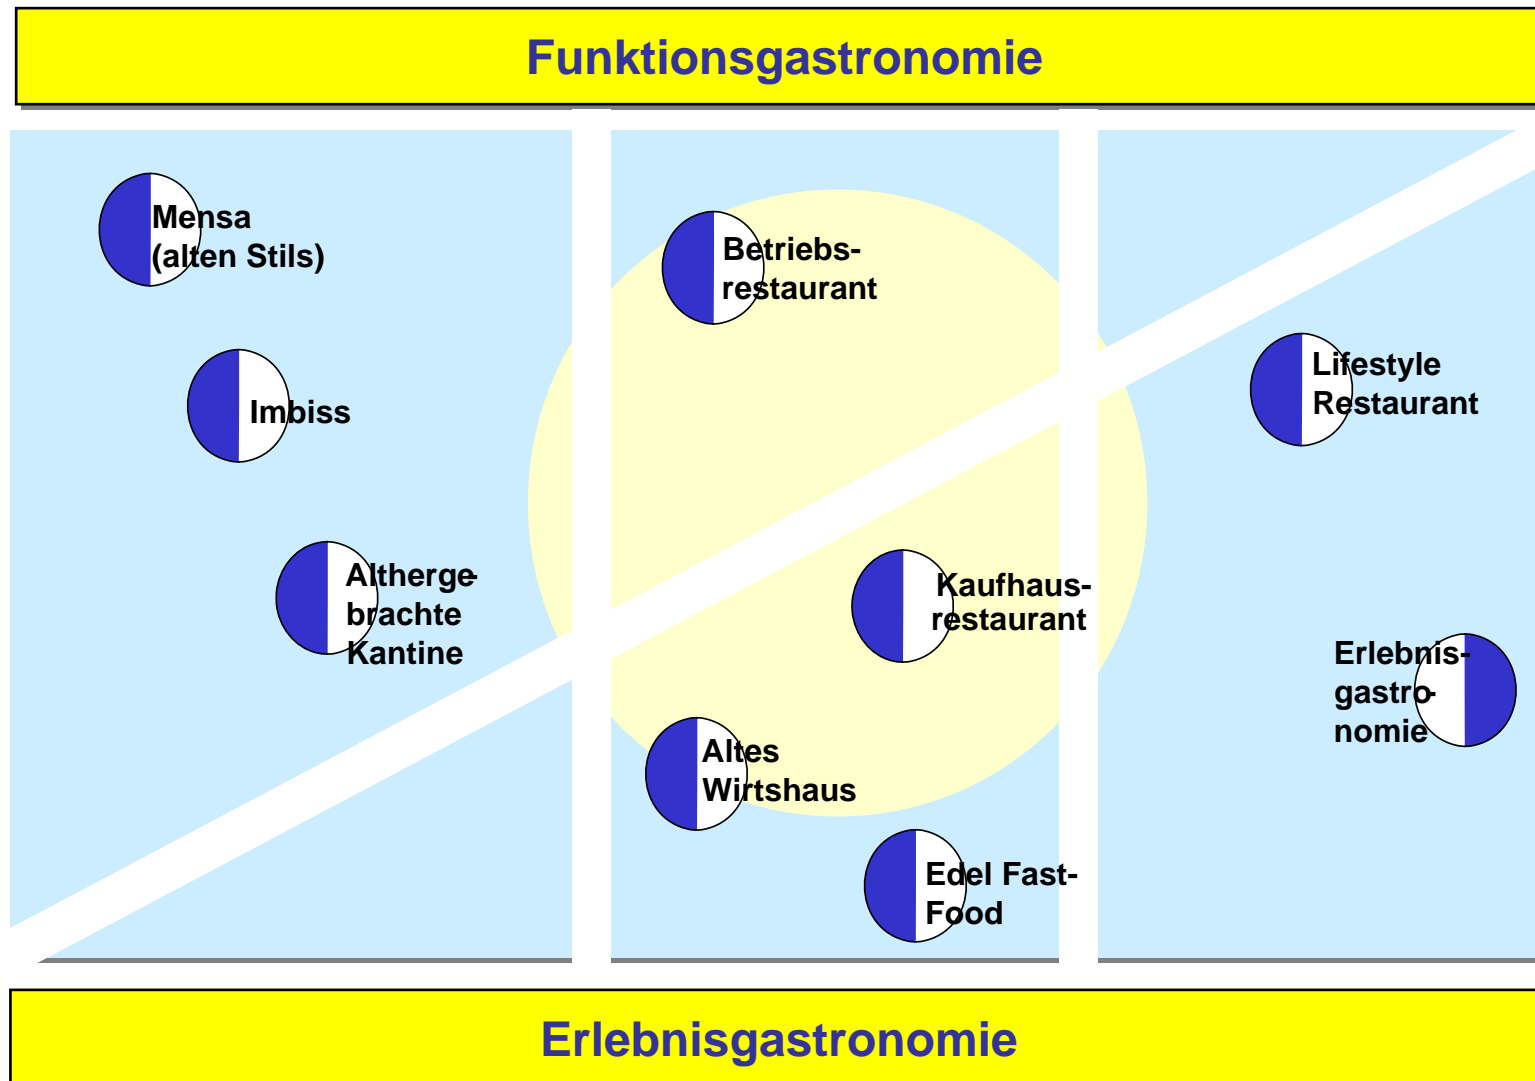 Funktionsgastronomie
Mensa
(alten Stils)
Betriebs-
restaurant
Lifestyle
Restaurant
Imbiss
Altherge-
brachte
Kantine
Kaufhaus-
restaurant
Erlebnis-
gastro-
nomie
Altes
Wirtshaus
Edel Fast-
Food
Erlebnisgastronomie